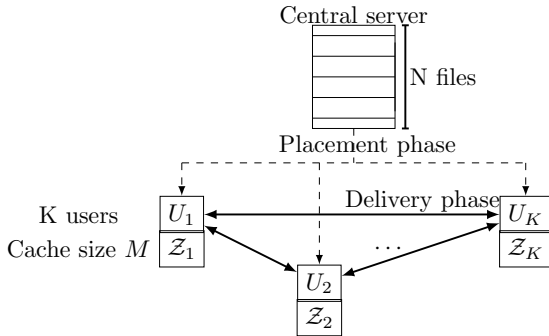 Central server
N files
Placement phase
Delivery phase
K users
Cache size M
U_1
Z_1
U_2
Z_2
...
U_K
Z_K